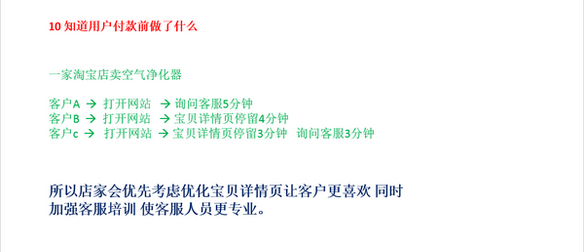 10 知道用户付款前做了什么
一家淘宝店卖空气净化器
客户A → 打开网站 → 询问客服5分钟
客户B → 打开网站 → 宝贝详情页停留4分钟
客户c → 打开网站 → 宝贝详情页停留3分钟 询问客服3分钟
所以店家会优先考虑优化宝贝详情页让客户更喜欢 同时
加强客服培训 使客服人员更专业。